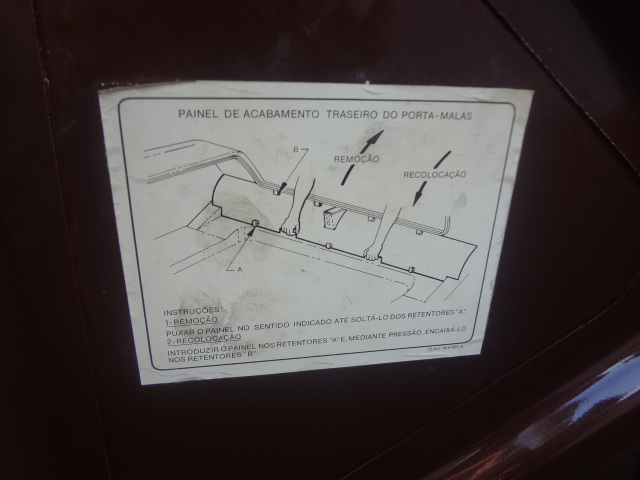 PAINEL DE ACABAMENTO TRASEIRO DO PORTA-MALAS
B
REMOÇÃO
RECOLOCAÇÃO
A
INSTRUÇÕES:
1-REMOÇÃO
PUXAR O PAINEL NO SENTIDO INDICADO ATÉ SOLTÁ-LO DOS RETENTORES "A".
2-RECOLOCAÇÃO
INTRODUZIR O PAINEL NOS RETENTORES "A" E, MEDIANTE PRESSÃO, ENCAIXÁ-LO
NOS RETENTORES "B"